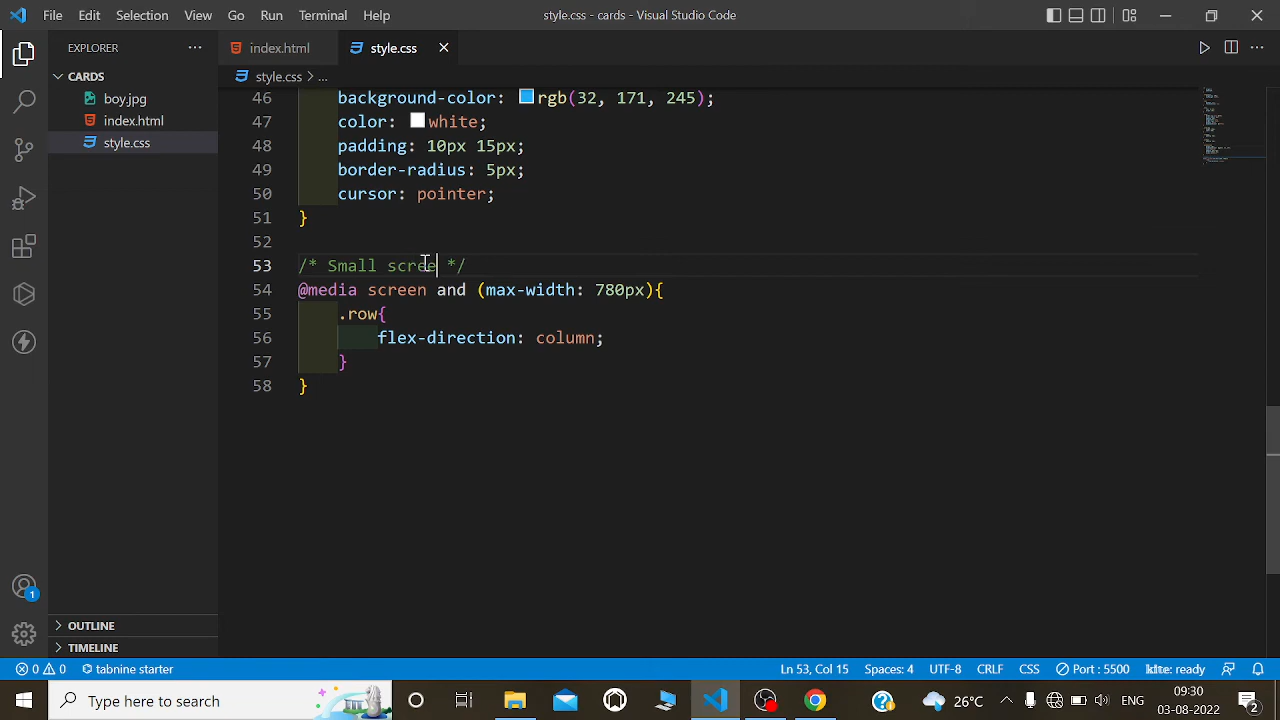 File Edit Selection View Go Run Terminal Help
style.css - cards - Visual Studio Code
EXPLORER
index.html
style.css
CARDS
style.css > ...
boy.jpg
index.html
style.css
46 background-color: rgb(32, 171, 245);
47 color: white;
48 padding: 10px 15px;
49 border-radius: 5px;
50 cursor: pointer;
51 }
52
53 /* Small scree */
54 @media screen and (max-width: 780px){
55 .row{
56 flex-direction: column;
57 }
58 }
1
OUTLINE
TIMELINE
0 0 tabnine starter Ln 53, Col 15 Spaces: 4 UTF-8 CRLF CSS Port : 5500 kite: ready
Type here to search
26°C ENG
09:30
03-08-2022
2